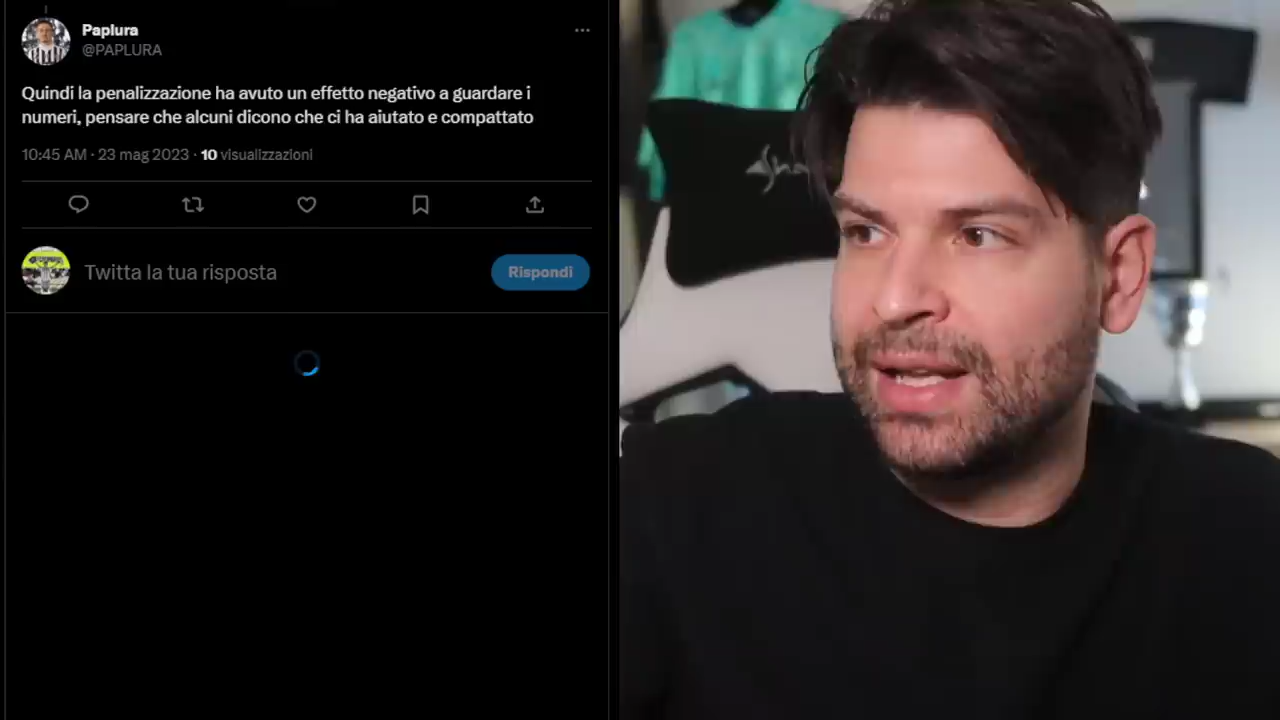 Paplura
@PAPLURA
Quindi la penalizzazione ha avuto un effetto negativo a guardare i
numeri, pensare che alcuni dicono che ci ha aiutato e compattato
10:45 AM · 23 mag 2023 · 10 visualizzazioni
Twitta la tua risposta
Rispondi